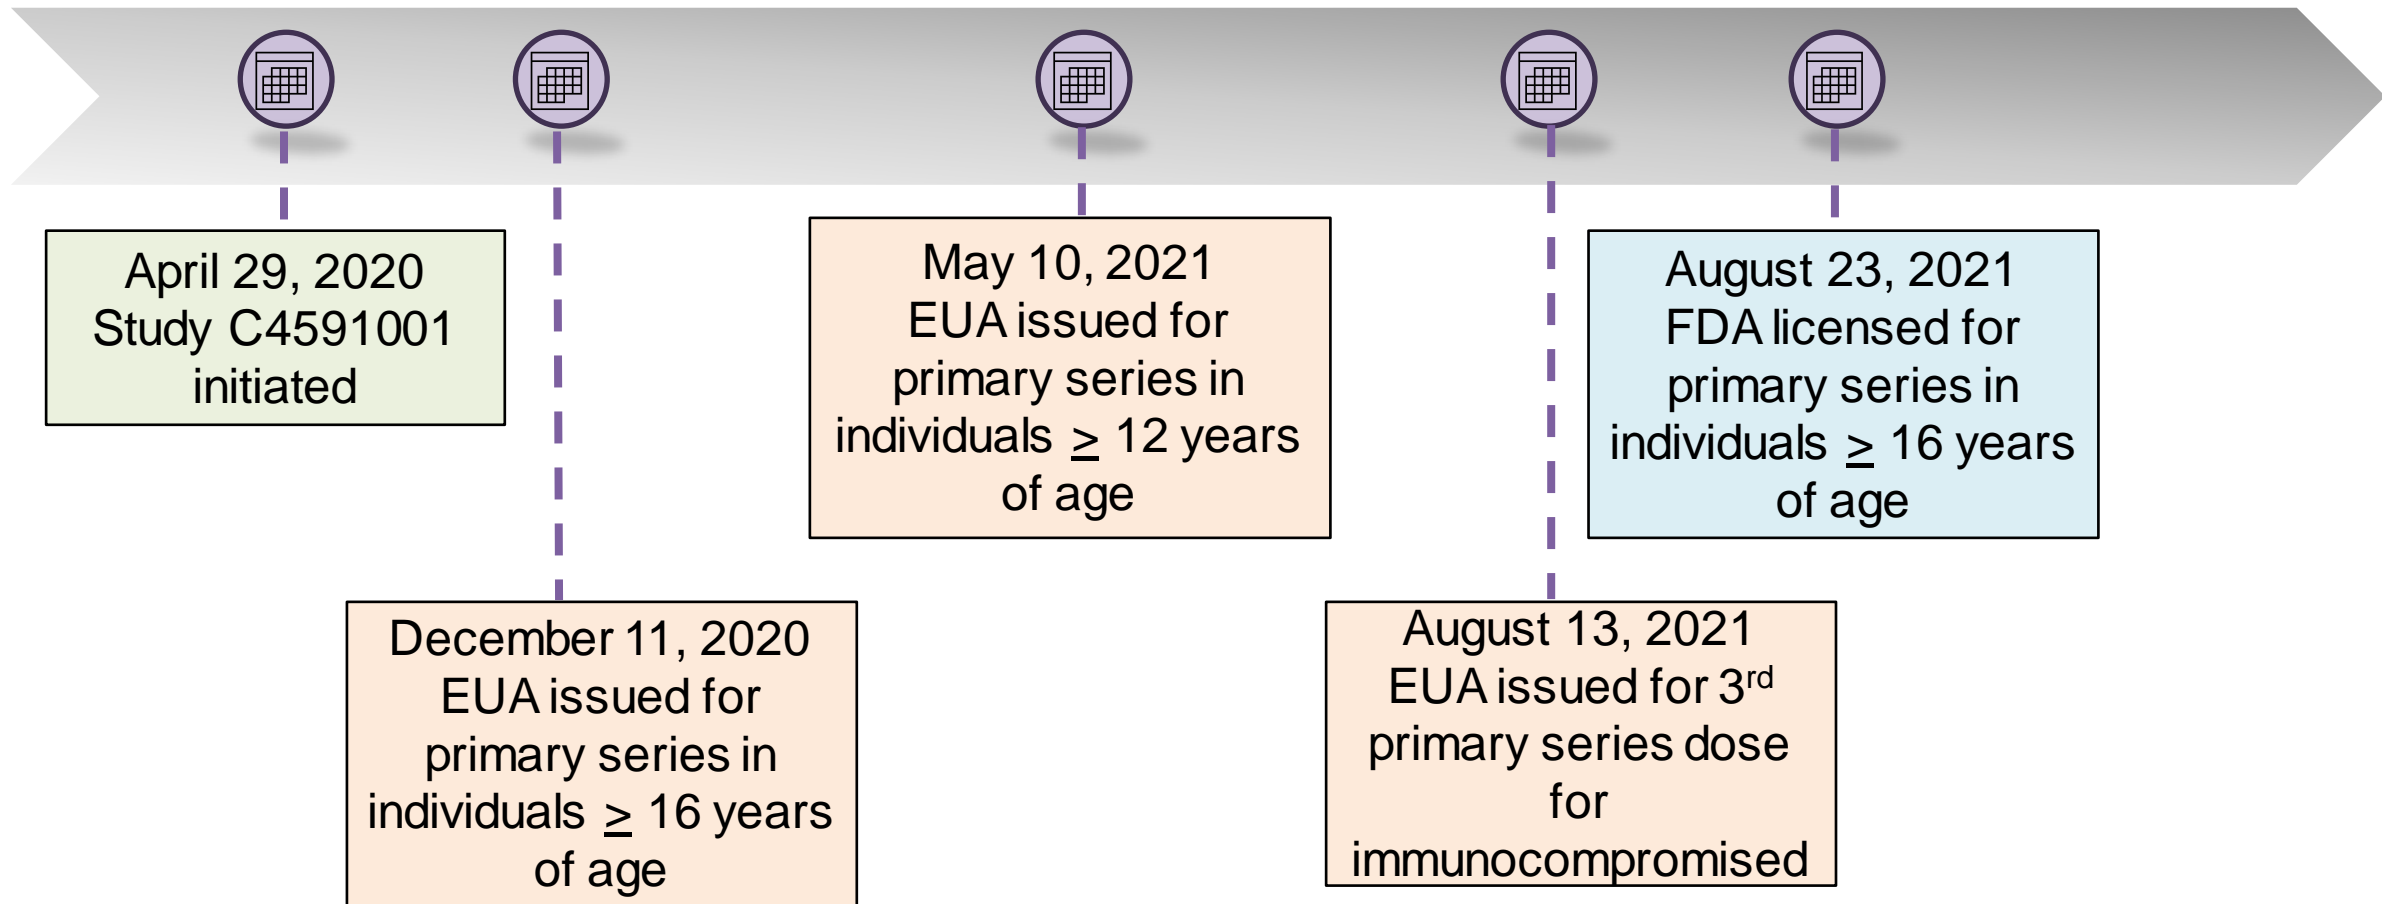 April 29, 2020
Study C4591001
initiated
December 11, 2020
EUA issued for
primary series in
individuals ≥ 16 years
of age
May 10, 2021
EUA issued for
primary series in
individuals ≥ 12 years
of age
August 13, 2021
EUA issued for 3rd
primary series dose
for
immunocompromised
August 23, 2021
FDA licensed for
primary series in
individuals ≥ 16 years
of age